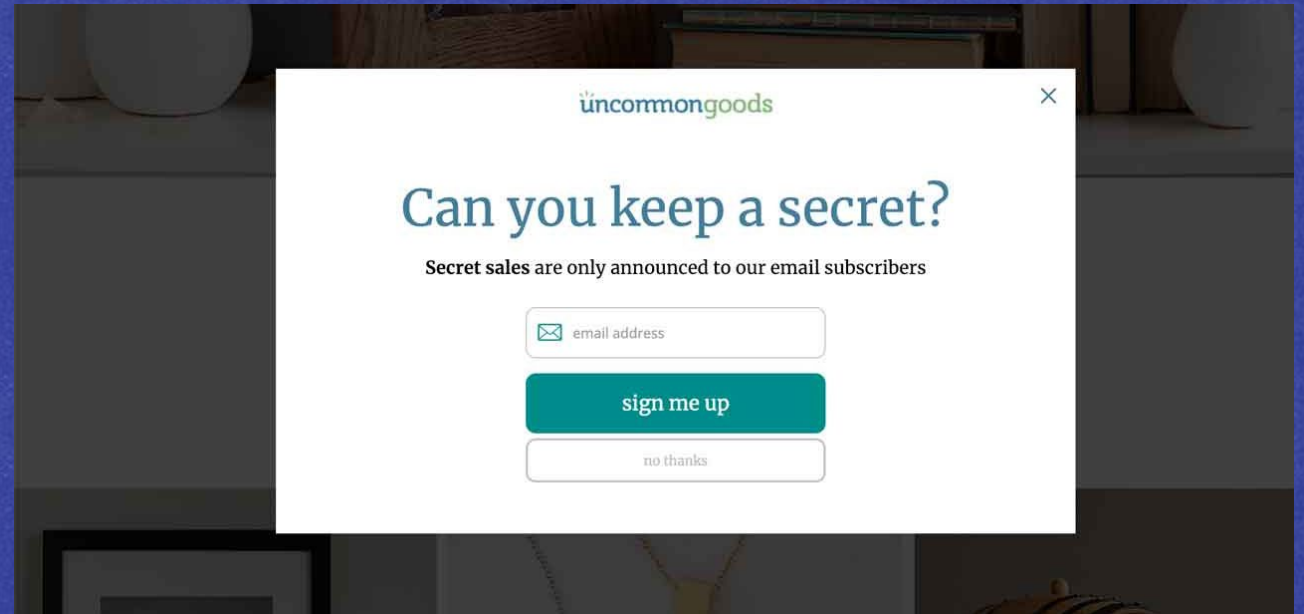 uncommongoods
Can you keep a secret?
Secret sales are only announced to our email subscribers
email address
sign me up
no thanks